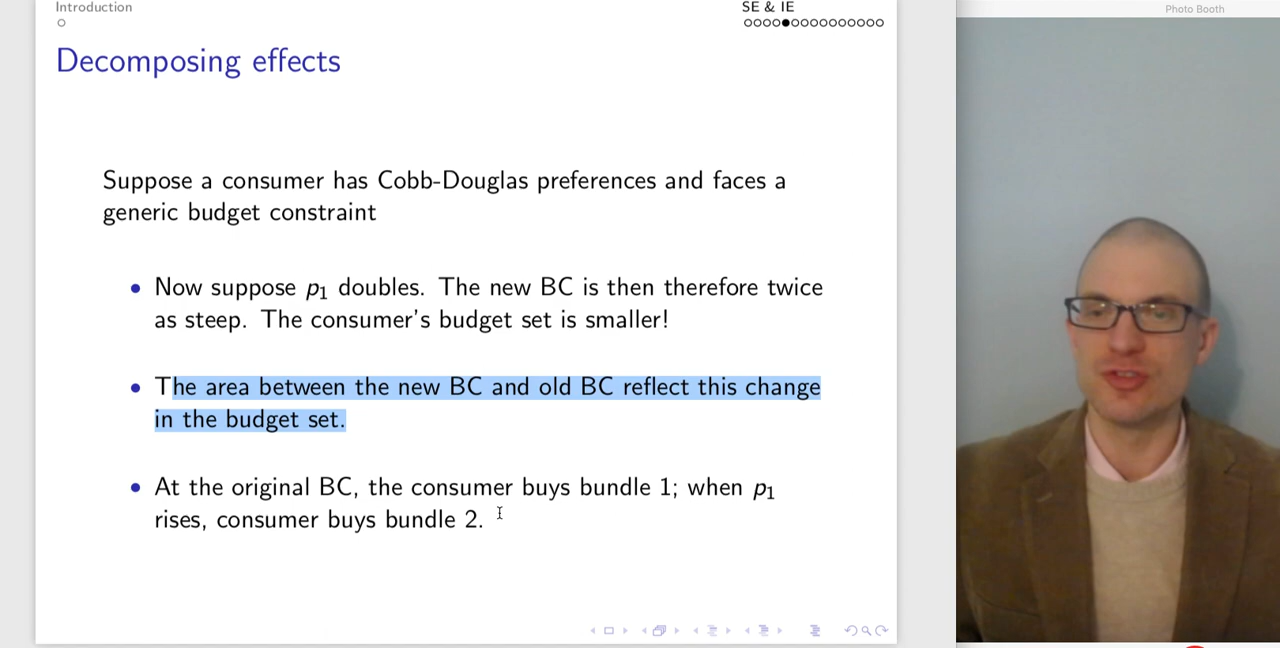 Introduction
SE & IE
Photo Booth
Decomposing effects
Suppose a consumer has Cobb-Douglas preferences and faces a
generic budget constraint
• Now suppose p₁ doubles. The new BC is then therefore twice
as steep. The consumer's budget set is smaller!
• The area between the new BC and old BC reflect this change
in the budget set.
• At the original BC, the consumer buys bundle 1; when p₁
rises, consumer buys bundle 2.